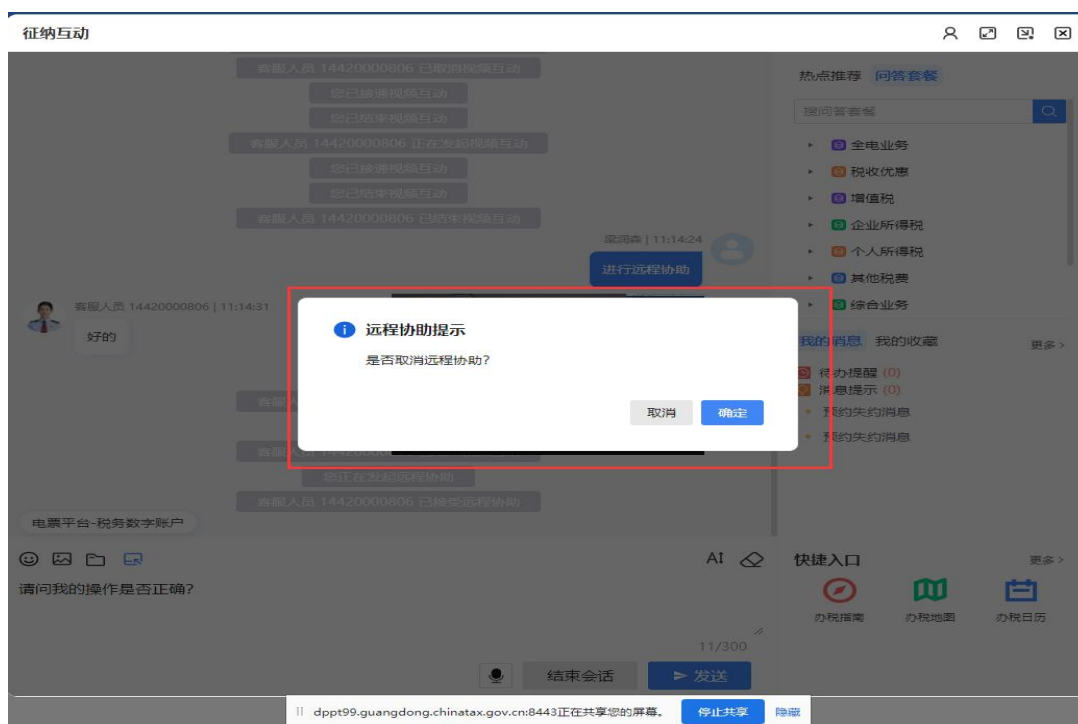 征纳互动
客服人员 14420000806 已取消视频互动
您已接通视频互动
您已结束视频互动
客服人员 14420000806 正在发起视频互动
您已接通视频互动
您已结束视频互动
客服人员 14420000806 已结束视频互动
梁润森 | 11:14:24
进行远程协助
客服人员 14420000806 | 11:14:31
好的
远程协助提示
是否取消远程协助?
取消
确定
您正在发起远程协助
客服人员 14420000806 已接受远程协助
电票平台-税务数字账户
AI
请问我的操作是否正确?
11/300
结束会话
发送
热点推荐 问答套餐
搜问答套餐
全电业务
税收优惠
增值税
企业所得税
个人所得税
其他税费
综合业务
我的消息 我的收藏 更多 >
待办提醒 (0)
消息提示 (0)
预约失约消息
预约失约消息
快捷入口 更多 >
办税指南 办税地图 办税日历
dppt99.guangdong.chinatax.gov.cn:8443正在共享您的屏幕。 停止共享 隐藏